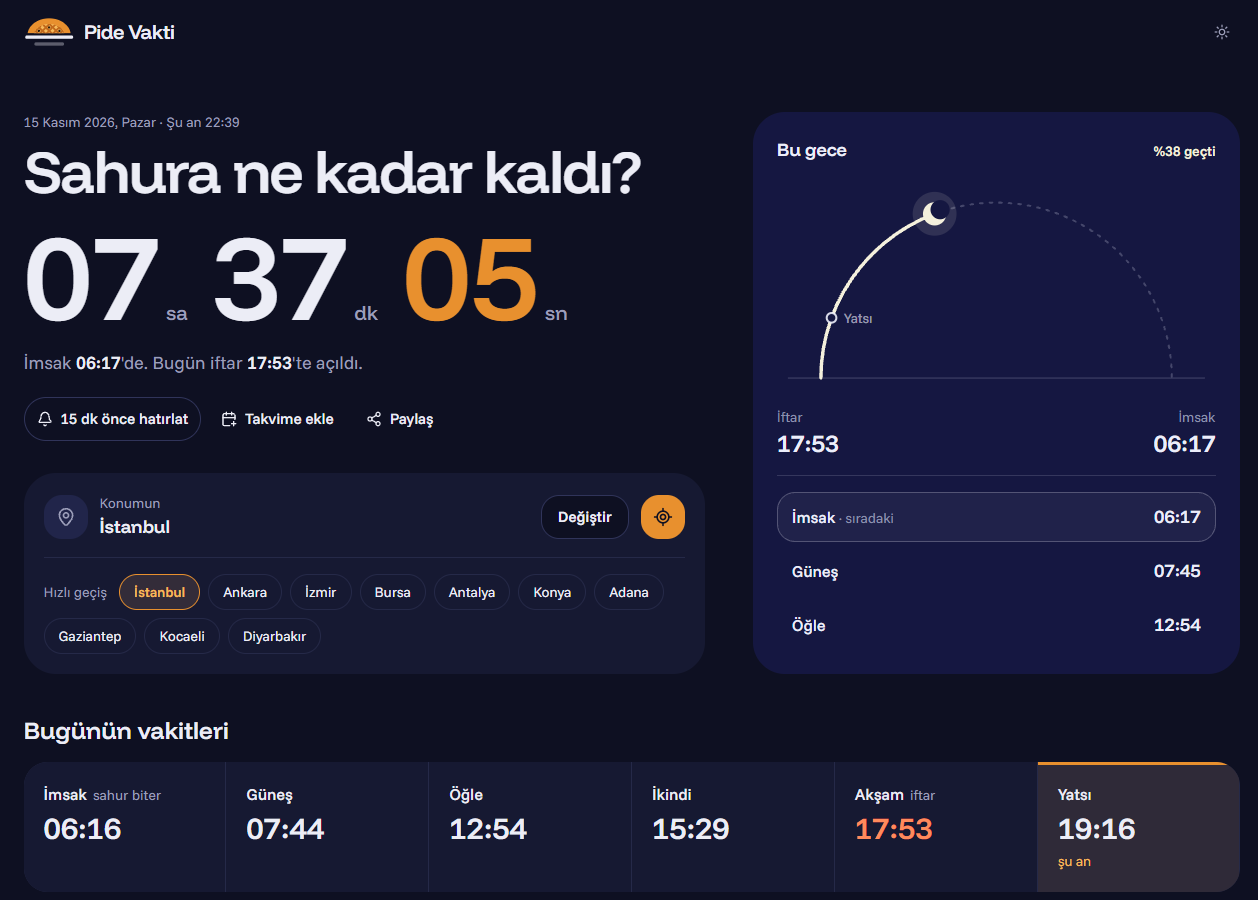 Pide Vakti
15 Kasım 2026, Pazar · Şu an 22:39
Sahura ne kadar kaldı?
07 sa 37 dk 05 sn
İmsak 06:17'de. Bugün iftar 17:53'te açıldı.
15 dk önce hatırlat
Takvime ekle
Paylaş
Konumun
İstanbul
Değiştir
Hızlı geçiş İstanbul Ankara İzmir Bursa Antalya Konya Adana
Gaziantep Kocaeli Diyarbakır
Bu gece
%38 geçti
Yatsı
İftar İmsak
17:53 06:17
İmsak · sıradaki 06:17
Güneş 07:45
Öğle 12:54
Bugünün vakitleri
İmsak sahur biter
06:16
Güneş
07:44
Öğle
12:54
İkindi
15:29
Akşam iftar
17:53
Yatsı
19:16
şu an